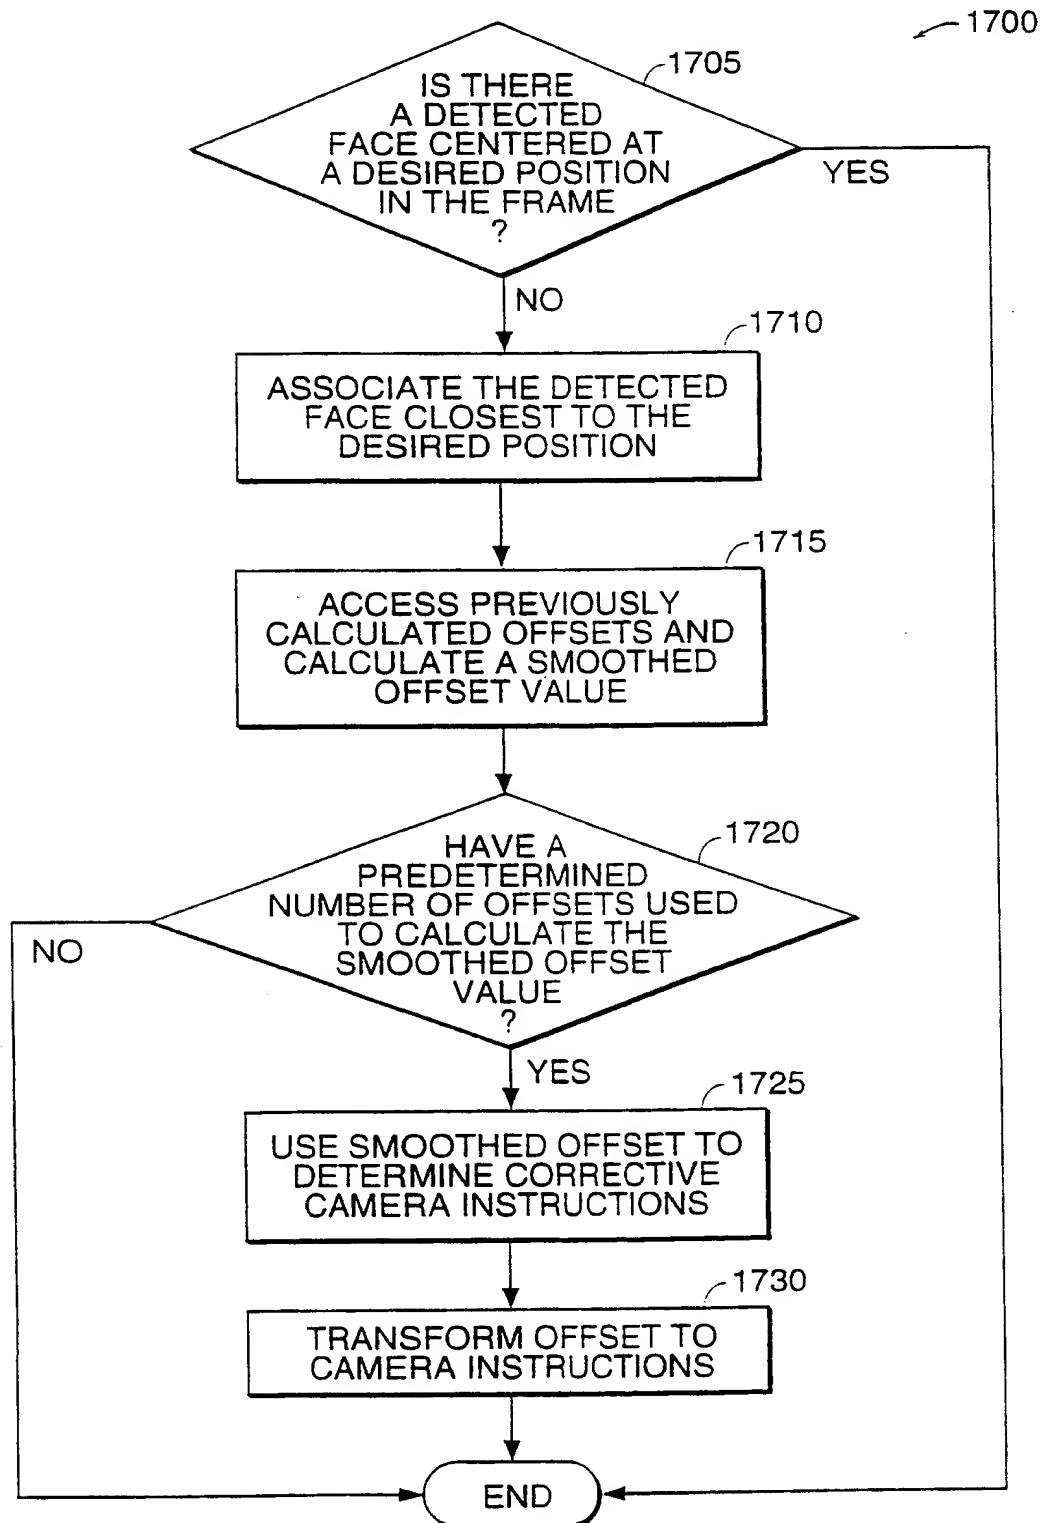 1700
1705
IS THERE
A DETECTED
FACE CENTERED AT
A DESIRED POSITION
IN THE FRAME
?
YES
NO
1710
ASSOCIATE THE DETECTED
FACE CLOSEST TO THE
DESIRED POSITION
1715
ACCESS PREVIOUSLY
CALCULATED OFFSETS AND
CALCULATE A SMOOTHED
OFFSET VALUE
1720
HAVE A
PREDETERMINED
NUMBER OF OFFSETS USED
TO CALCULATE THE
SMOOTHED OFFSET
VALUE
?
NO
YES
1725
USE SMOOTHED OFFSET TO
DETERMINE CORRECTIVE
CAMERA INSTRUCTIONS
1730
TRANSFORM OFFSET TO
CAMERA INSTRUCTIONS
END